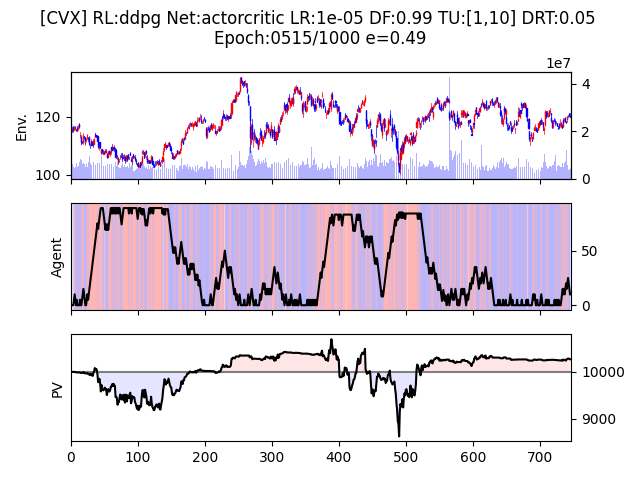 [CVX] RL:ddpg Net:actorcritic LR:1e-05 DF:0.99 TU:[1,10] DRT:0.05
Epoch:0515/1000 e=0.49
1e7
Env.
120
100
4
2
0
Agent
50
0
PV
10000
9000
0 100 200 300 400 500 600 700